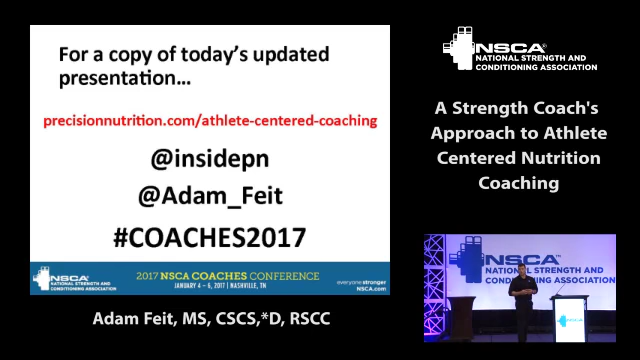 For a copy of today's updated
presentation...
precisionnutrition.com/athlete-centered-coaching
@insidepn
@Adam_Feit
#COACHES2017
NSCA
NATIONAL STRENGTH AND
CONDITIONING ASSOCIATION
2017 NSCA COACHES CONFERENCE
JANUARY 4 – 6, 2017 | NASHVILLE, TN
everyone stronger
NSCA.com
Adam Feit, MS, CSCS,*D, RSCC
NSCA
NATIONAL STRENGTH AND
CONDITIONING ASSOCIATION
A Strength Coach's
Approach to Athlete
Centered Nutrition
Coaching
NSCA
NATIONAL STRENGTH AND
CONDITIONING ASSOCIATION